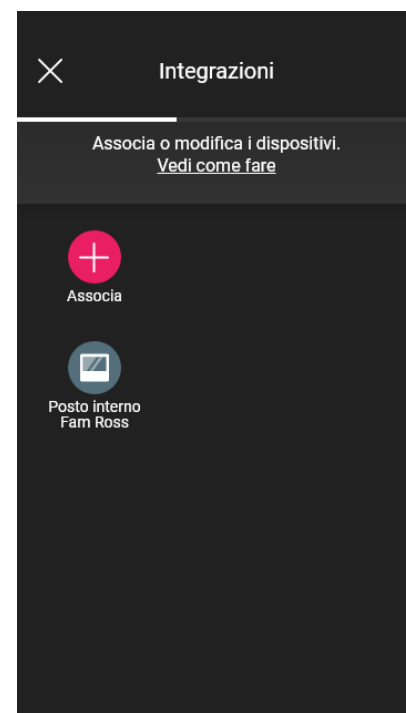 Integrazioni
Associa o modifica i dispositivi.
Vedi come fare
Associa
Posto interno
Fam Ross